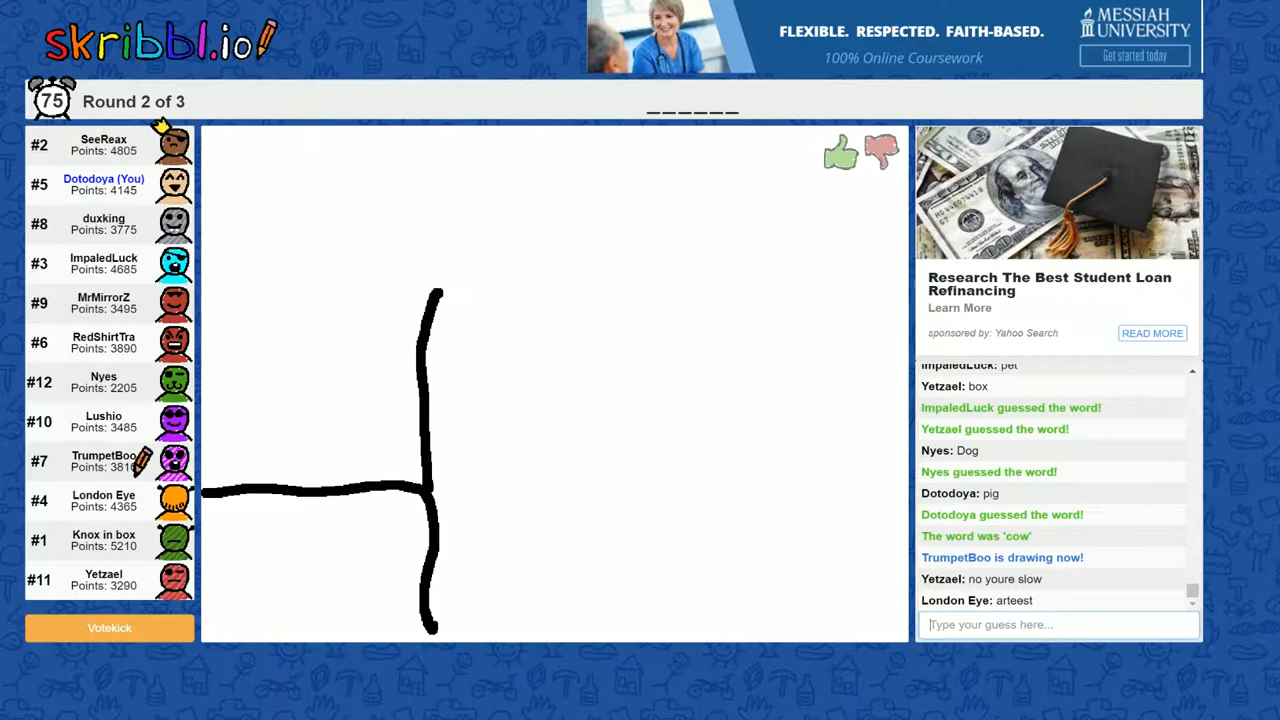 skribbl.io!
FLEXIBLE. RESPECTED. FAITH-BASED.
100% Online Coursework
MESSIAH
UNIVERSITY
Get started today
75
Round 2 of 3
______
#2 SeeReax
Points: 4805
#5 Dotodoya (You)
Points: 4145
#8 duxking
Points: 3775
#3 ImpaledLuck
Points: 4685
#9 MrMirrorZ
Points: 3495
#6 RedShirtTra
Points: 3890
#12 Nyes
Points: 2205
#10 Lushio
Points: 3485
#7 TrumpetBoo
Points: 3810
#4 London Eye
Points: 4365
#1 Knox in box
Points: 5210
#11 Yetzael
Points: 3290
Votekick
Research The Best Student Loan
Refinancing
Learn More
sponsored by: Yahoo Search
READ MORE
ImpaledLuck: pet
Yetzael: box
ImpaledLuck guessed the word!
Yetzael guessed the word!
Nyes: Dog
Nyes guessed the word!
Dotodoya: pig
Dotodoya guessed the word!
The word was 'cow'
TrumpetBoo is drawing now!
Yetzael: no youre slow
London Eye: arteest
Type your guess here...